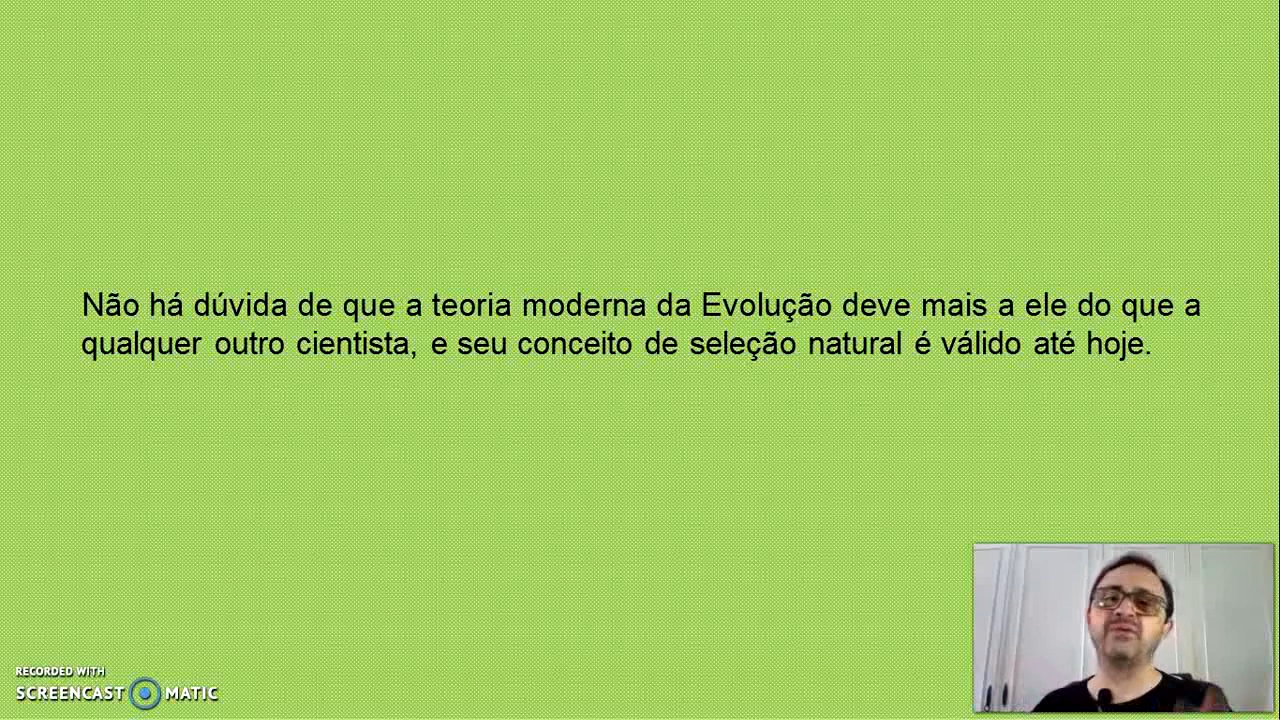 Não há dúvida de que a teoria moderna da Evolução deve mais a ele do que a
qualquer outro cientista, e seu conceito de seleção natural é válido até hoje.
RECORDED WITH
SCREENCAST MATIC